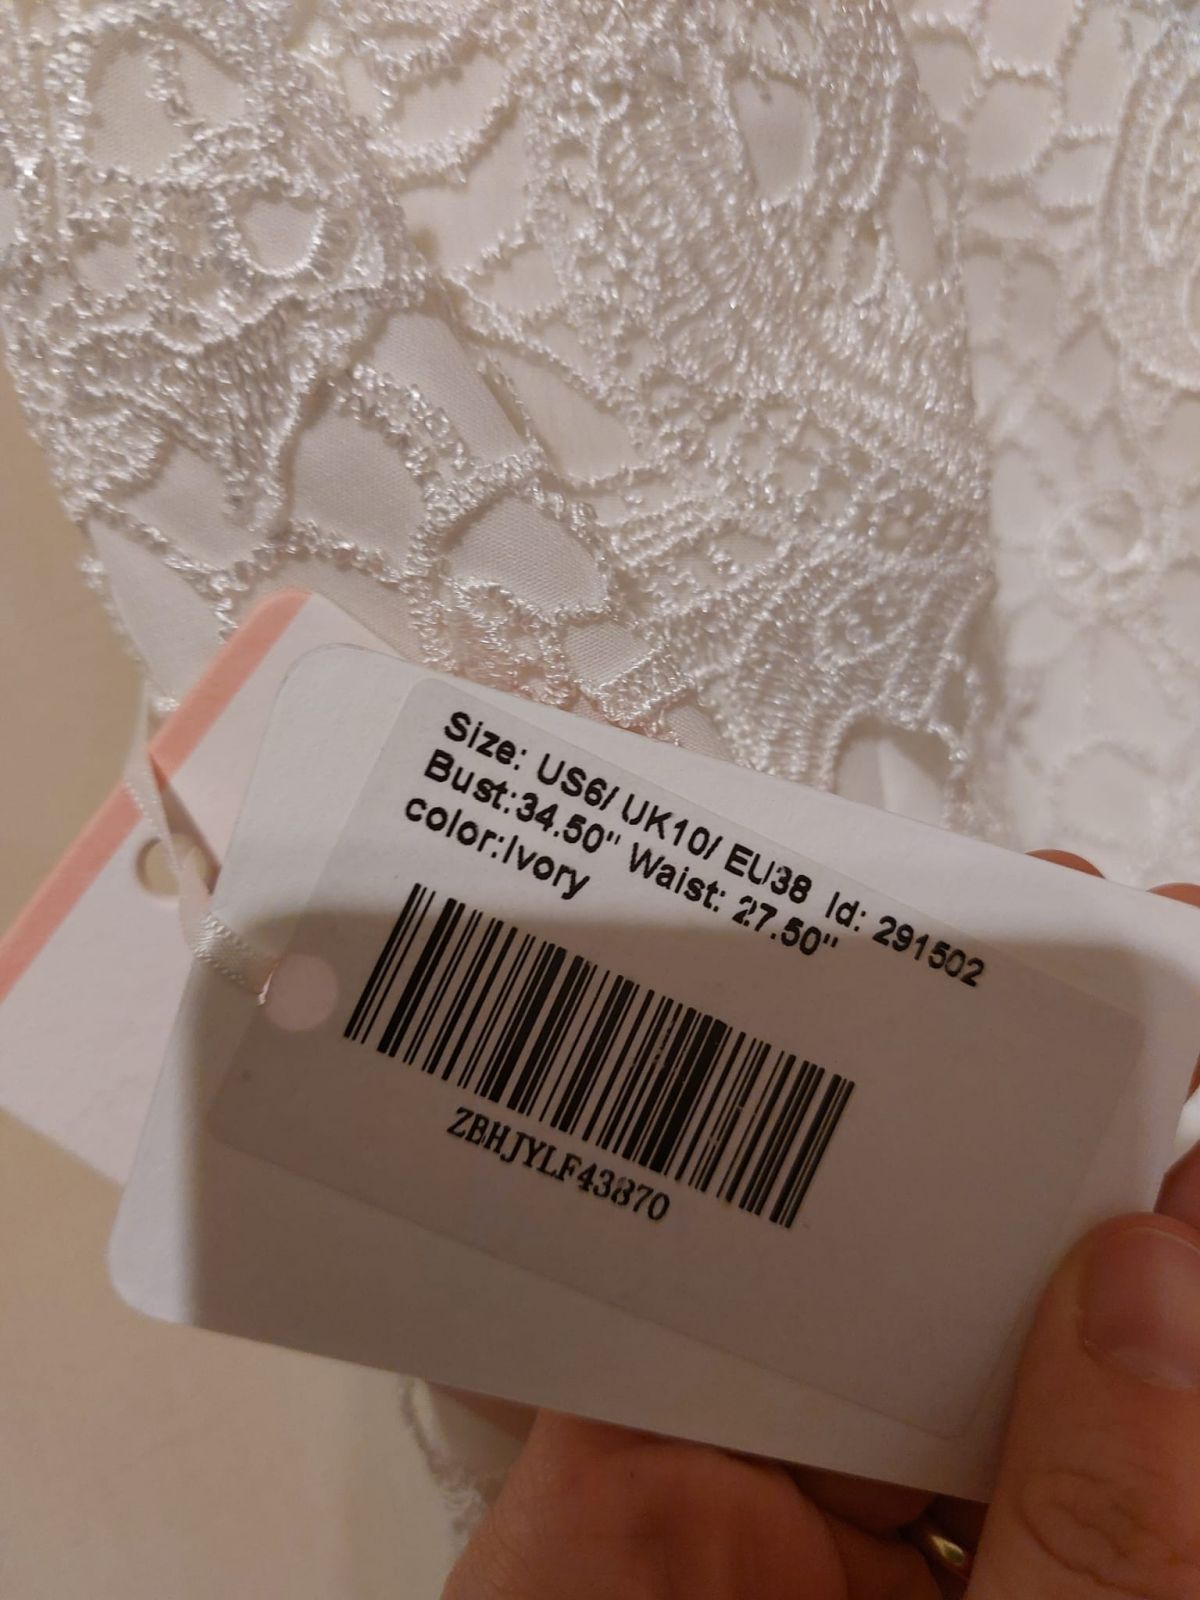 Size: US6/ UK10/ EU38 Id: 291502
Bust:34.50" Waist: 27.50"
color:Ivory
ZBHJYLF43870